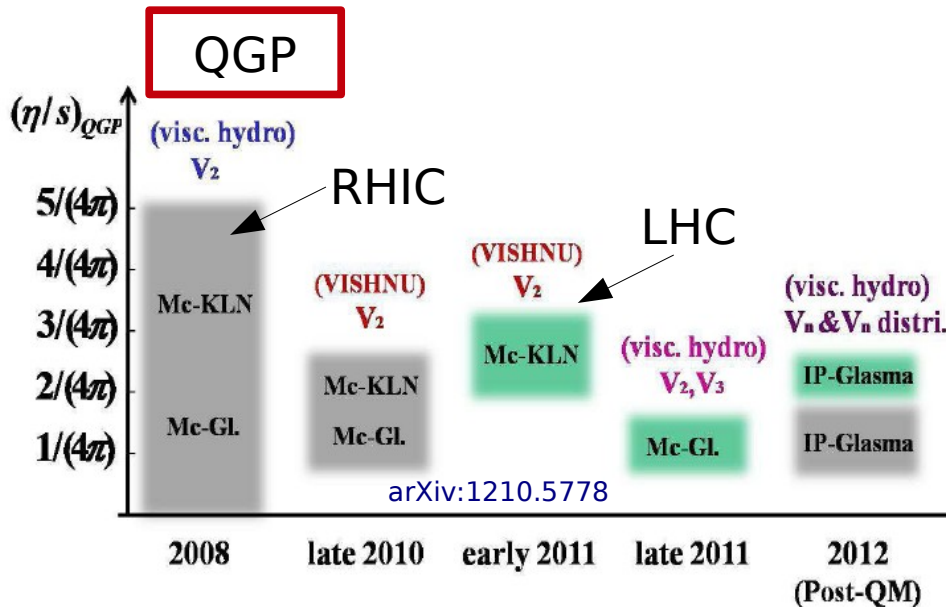 QGP
(η/s)QGP
(visc. hydro)
V₂
RHIC
LHC
5/(4π)
4/(4π)
3/(4π)
2/(4π)
1/(4π)
Mc-KLN
Mc-Gl.
(VISHNU)
V₂
Mc-KLN
Mc-Gl.
(VISHNU)
V₂
Mc-KLN
(visc. hydro)
V₂,V₃
Mc-Gl.
(visc. hydro)
Vₙ & Vₙ distri.
IP-Glasma
IP-Glasma
arXiv:1210.5778
2008
late 2010
early 2011
late 2011
2012
(Post-QM)